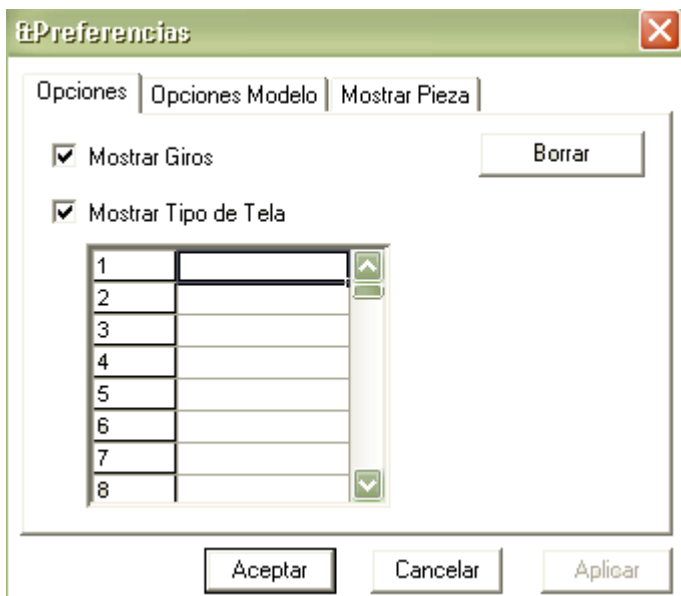 &Preferencias
Opciones Opciones Modelo Mostrar Pieza
Mostrar Giros Borrar
Mostrar Tipo de Tela
1
2
3
4
5
6
7
8
Aceptar Cancelar Aplicar